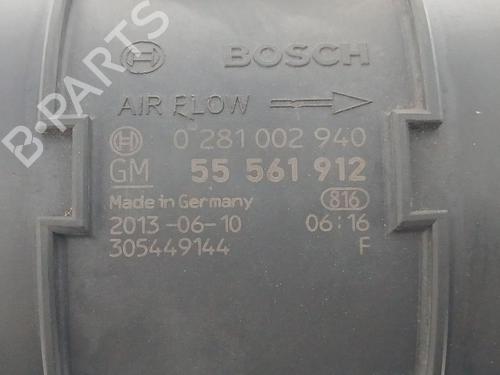 B-PARTS
BOSCH
AIR FLOW
0 281 002 940
GM 55 561 912
Made in Germany 816
2013-06-10 06:16
305449144 F